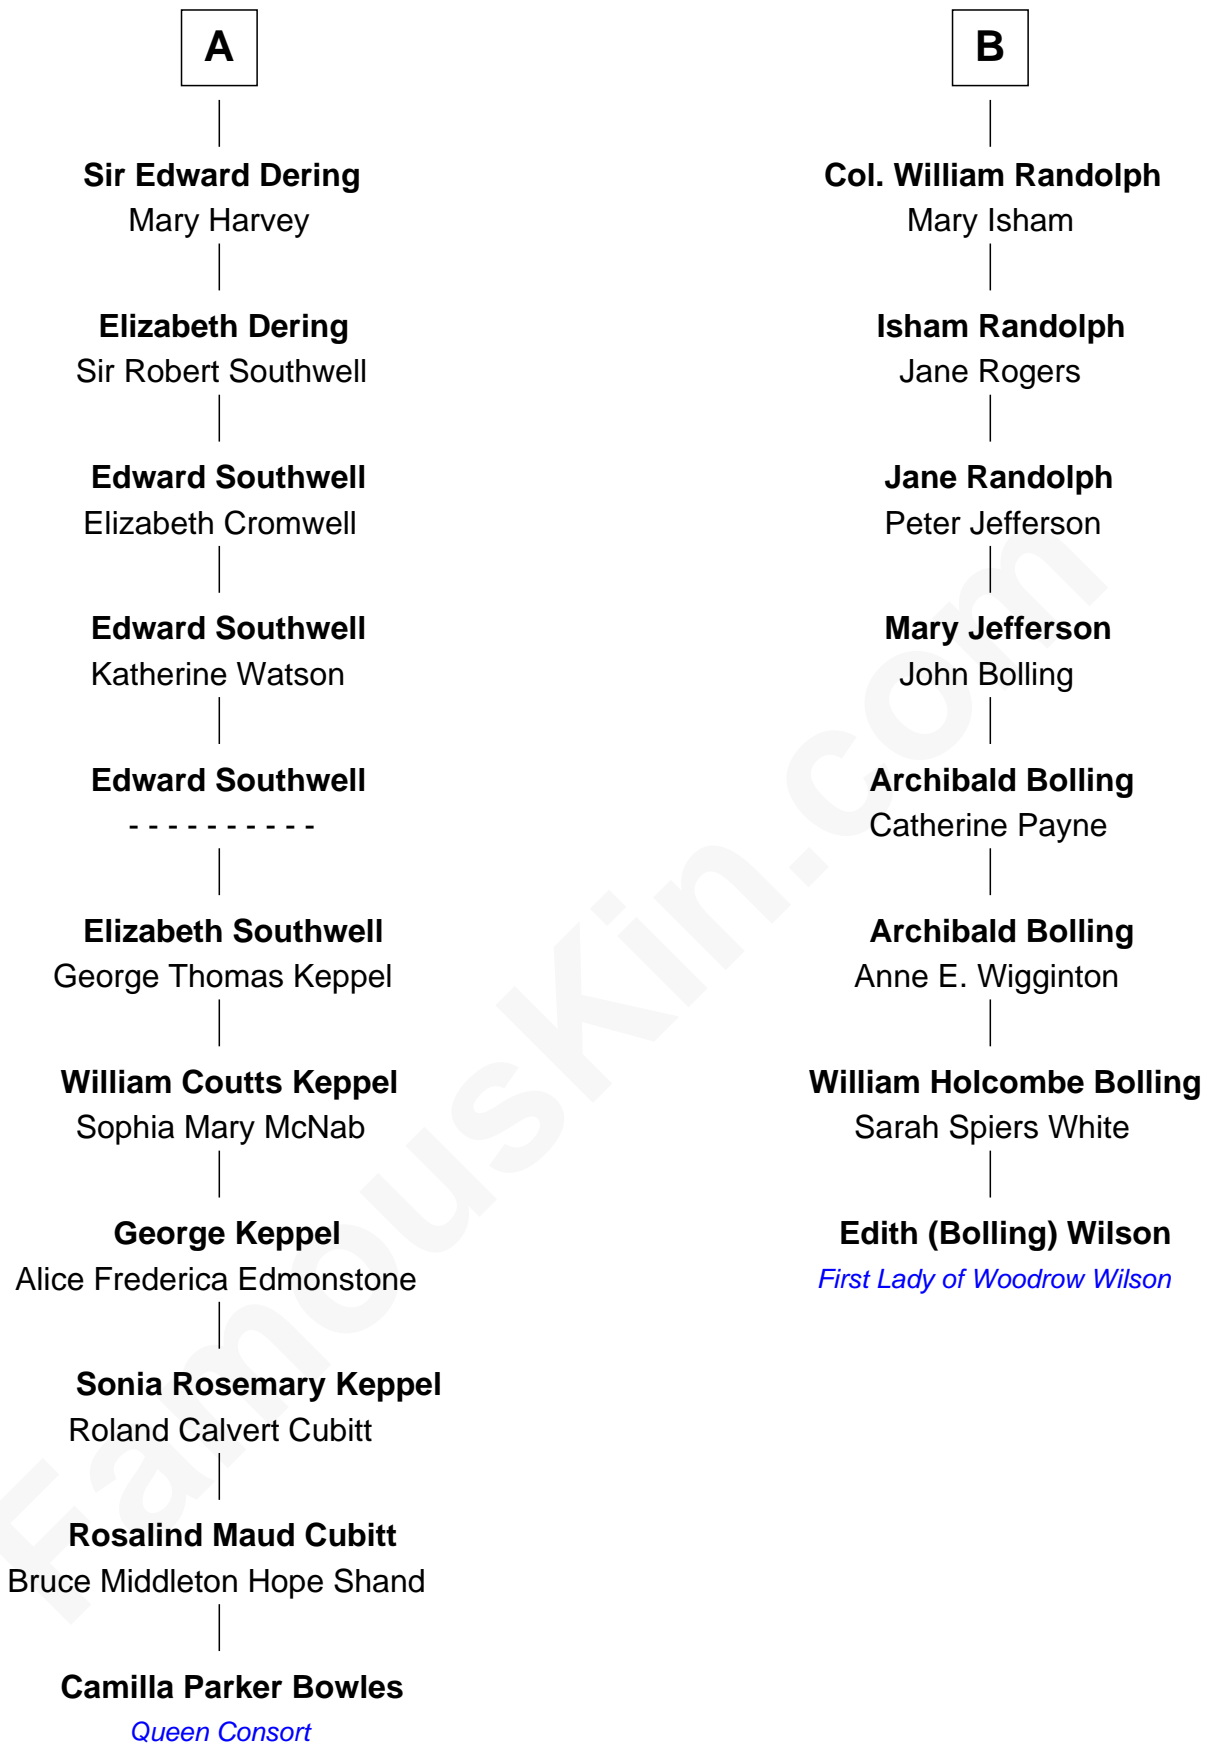 A
Sir Edward Dering
Mary Harvey
Elizabeth Dering
Sir Robert Southwell
Edward Southwell
Elizabeth Cromwell
Edward Southwell
Katherine Watson
Edward Southwell
- - - - - - - - - -
Elizabeth Southwell
George Thomas Keppel
William Coutts Keppel
Sophia Mary McNab
George Keppel
Alice Frederica Edmonstone
Sonia Rosemary Keppel
Roland Calvert Cubitt
Rosalind Maud Cubitt
Bruce Middleton Hope Shand
Camilla Parker Bowles
Queen Consort
B
Col. William Randolph
Mary Isham
Isham Randolph
Jane Rogers
Jane Randolph
Peter Jefferson
Mary Jefferson
John Bolling
Archibald Bolling
Catherine Payne
Archibald Bolling
Anne E. Wigginton
William Holcombe Bolling
Sarah Spiers White
Edith (Bolling) Wilson
First Lady of Woodrow Wilson
FamousKin.com